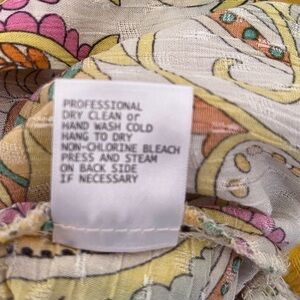 PROFESSIONAL
DRY CLEAN or
HAND WASH COLD
HANG TO DRY
NON-CHLORINE BLEACH
PRESS AND STEAM
ON BACK SIDE
IF NECESSARY